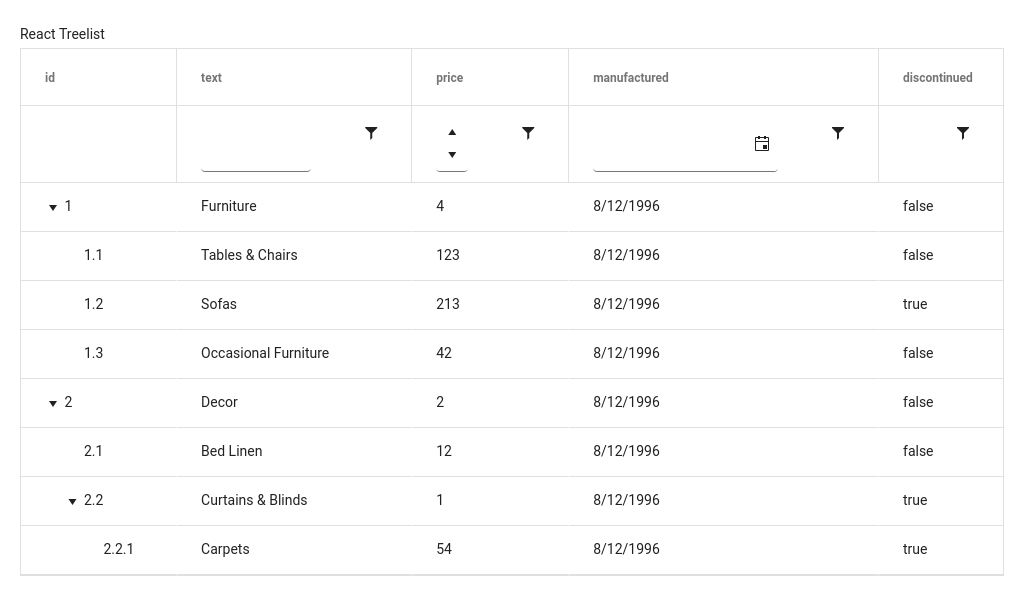 React Treelist
id text price manufactured discontinued
1 Furniture 4 8/12/1996 false
1.1 Tables & Chairs 123 8/12/1996 false
1.2 Sofas 213 8/12/1996 true
1.3 Occasional Furniture 42 8/12/1996 false
2 Decor 2 8/12/1996 false
2.1 Bed Linen 12 8/12/1996 false
2.2 Curtains & Blinds 1 8/12/1996 true
2.2.1 Carpets 54 8/12/1996 true